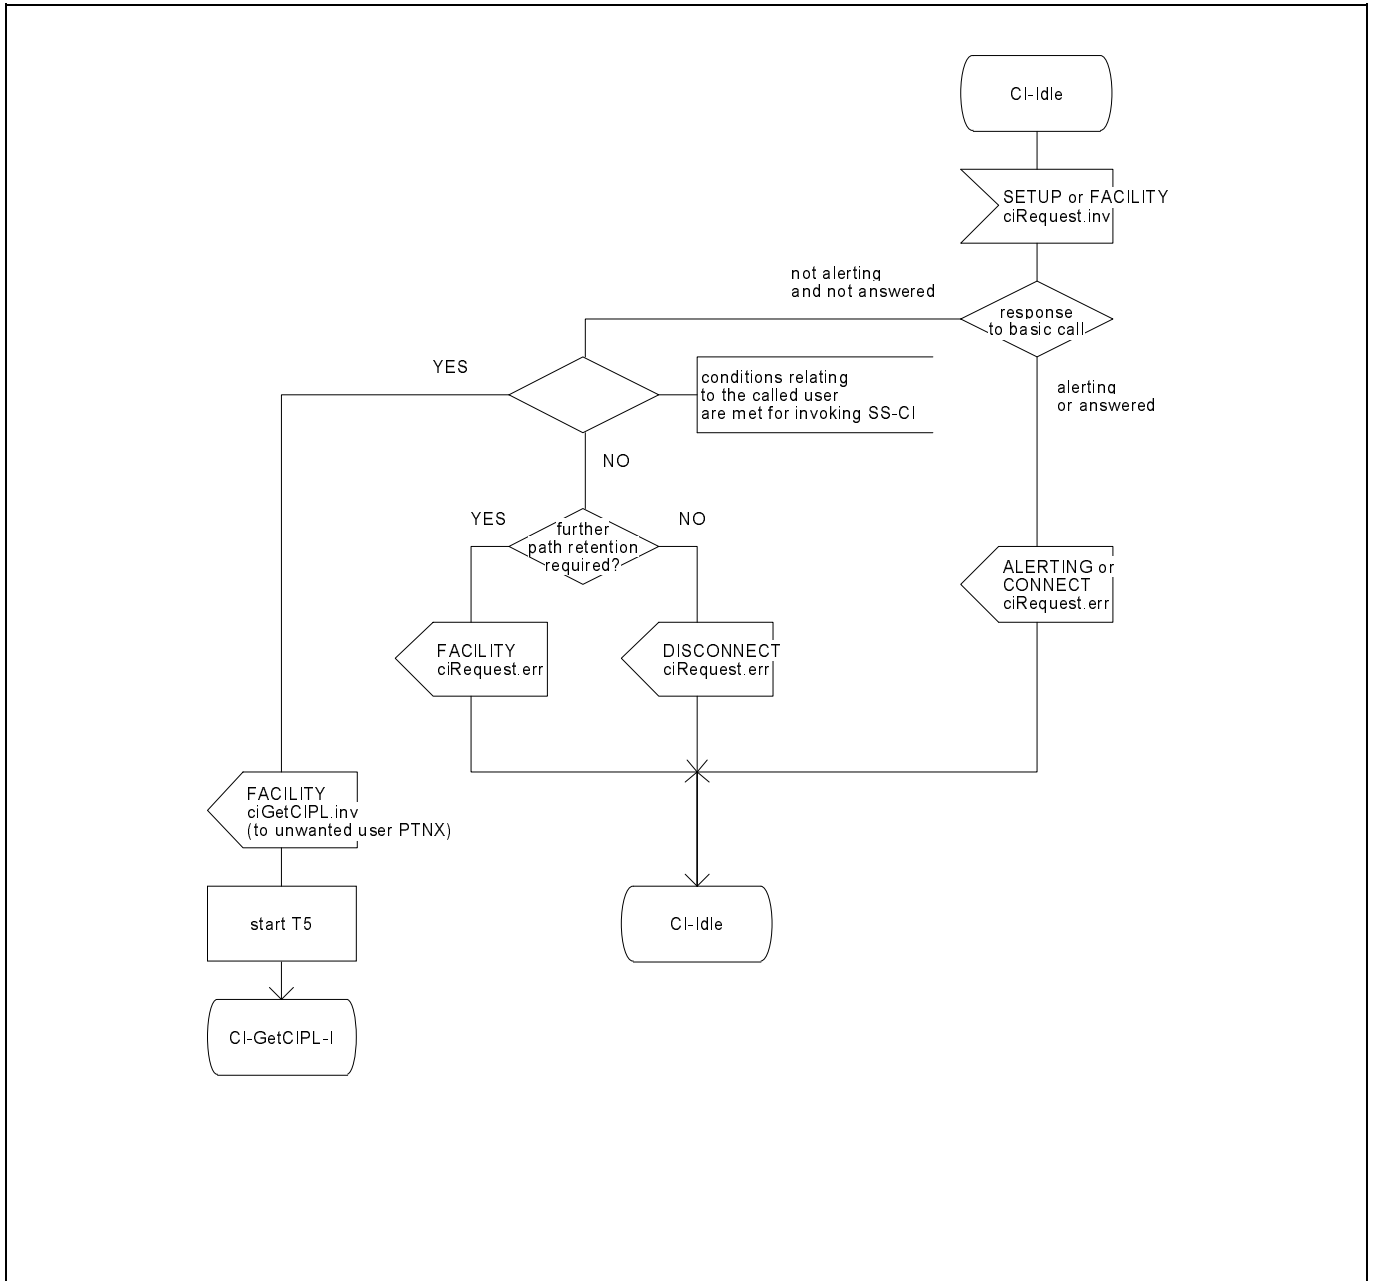 CI-Idle
SETUP or FACILITY
ciRequest.inv
not alerting
and not answered
response
to basic call
YES
conditions relating
to the called user
are met for invoking SS-CI
alerting
or answered
NO
YES
further
path retention
required?
NO
ALERTING or
CONNECT
ciRequest.err
FACILITY
ciRequest.err
DISCONNECT
ciRequest.err
FACILITY
ciGetCIPL.inv
(to unwanted user PTNX)
start T5
CI-Idle
CI-GetCIPL-I